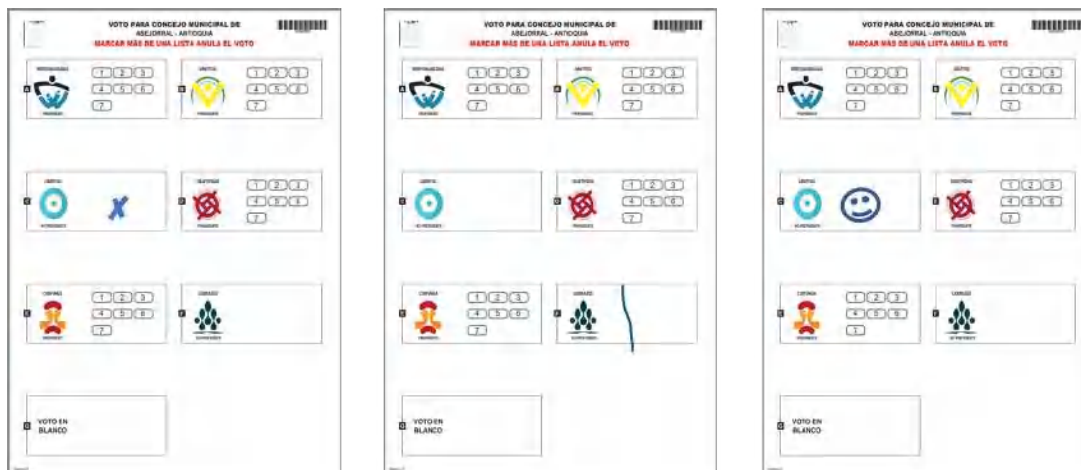 VOTO PARA CONCEJO MUNICIPAL DE
ABEJORRAL - ANTIOQUIA
MARCAR MÁS DE UNA LISTA ANULA EL VOTO
A
1 2 3
4 5 6
7
B
1 2 3
4 5 6
7
C
X
D
1 2 3
4 5 6
7
E
1 2 3
4 5 6
7
F
G
VOTO EN
BLANCO
VOTO PARA CONCEJO MUNICIPAL DE
ABEJORRAL - ANTIOQUIA
MARCAR MÁS DE UNA LISTA ANULA EL VOTO
A
1 2 3
4 5 6
7
B
1 2 3
4 5 6
7
C
D
1 2 3
4 5 6
7
E
1 2 3
4 5 6
7
F
G
VOTO EN
BLANCO
VOTO PARA CONCEJO MUNICIPAL DE
ABEJORRAL - ANTIOQUIA
MARCAR MÁS DE UNA LISTA ANULA EL VOTO
A
1 2 3
4 5 6
7
B
1 2 3
4 5 6
7
C
D
1 2 3
4 5 6
7
E
1 2 3
4 5 6
7
F
G
VOTO EN
BLANCO